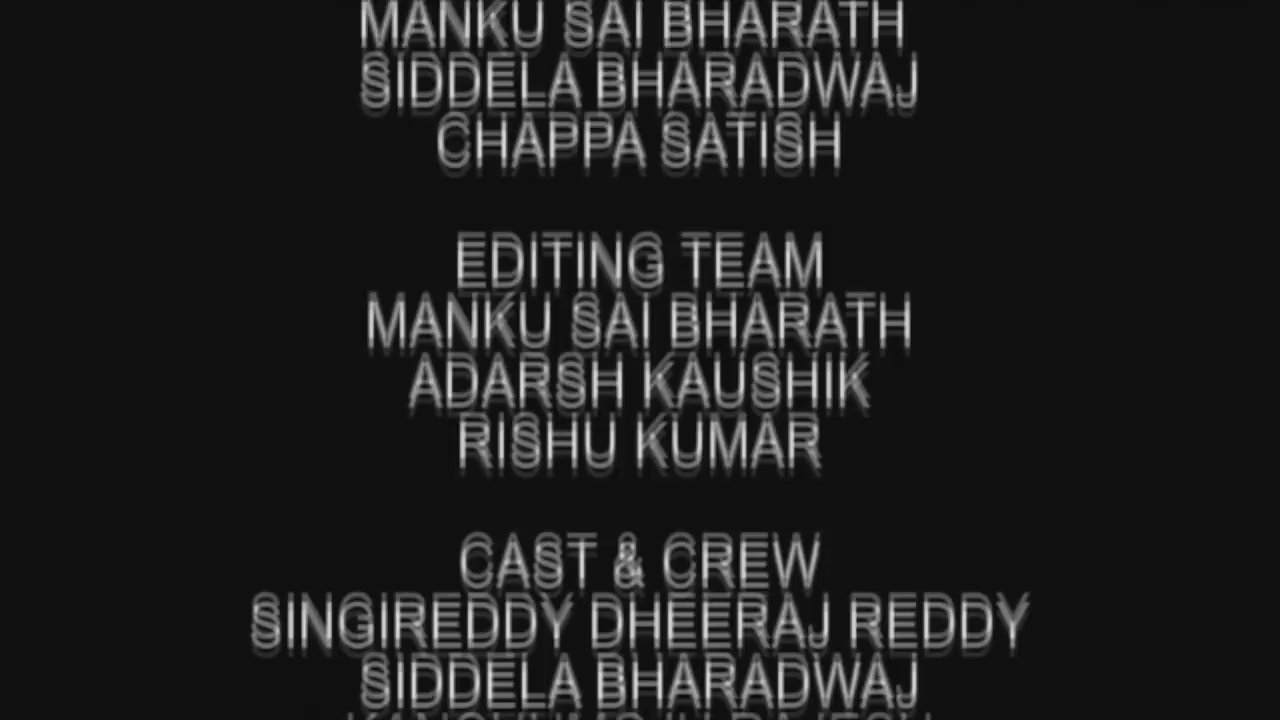 MANKU SAI BHARATH
SIDDELA BHARADWAJ
CHAPPA SATISH
EDITING TEAM
MANKU SAI BHARATH
ADARSH KAUSHIK
RISHU KUMAR
CAST & CREW
SINGIREDDY DHEERAJ REDDY
SIDDELA BHARADWAJ